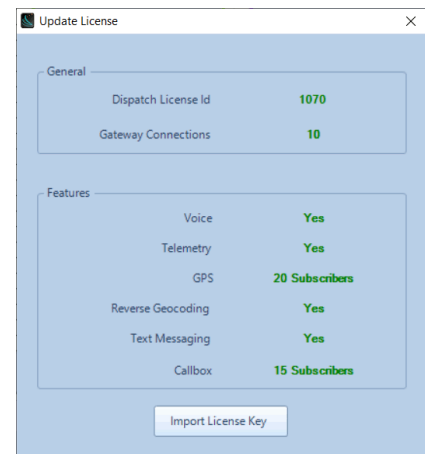 Update License
General
Dispatch License Id 1070
Gateway Connections 10
Features
Voice Yes
Telemetry Yes
GPS 20 Subscribers
Reverse Geocoding Yes
Text Messaging Yes
Callbox 15 Subscribers
Import License Key